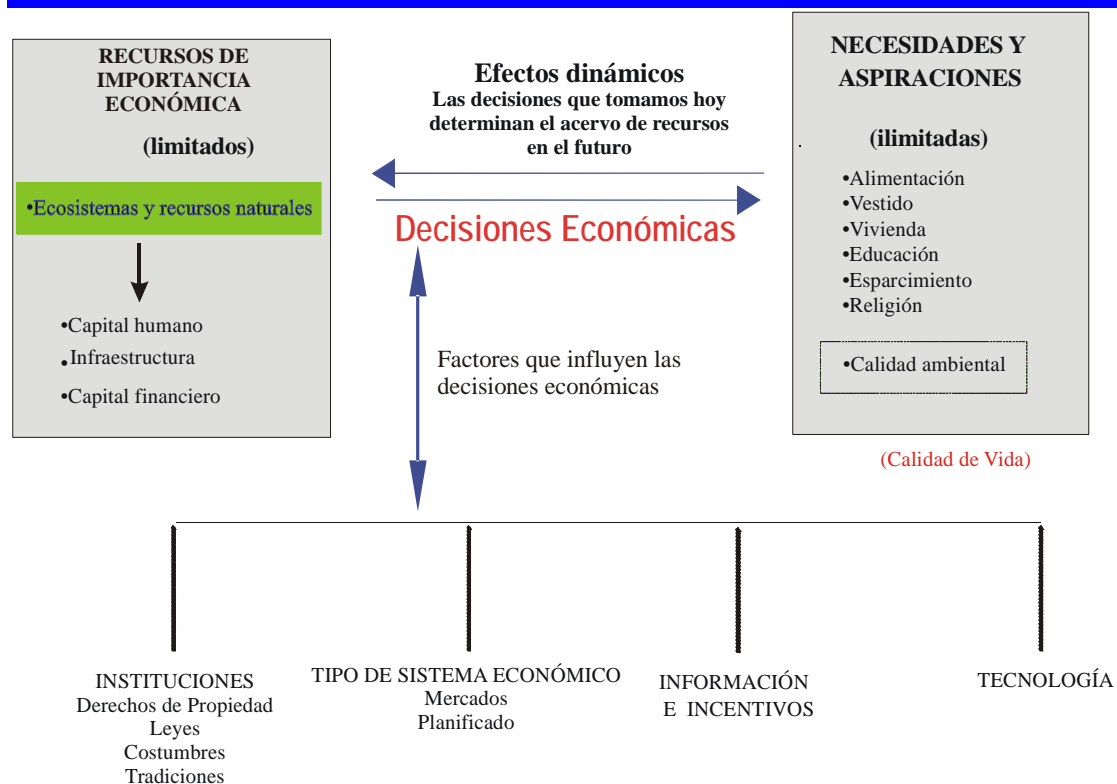 RECURSOS DE
IMPORTANCIA
ECONÓMICA
(limitados)
•Ecosistemas y recursos naturales
•Capital humano
•Infraestructura
•Capital financiero
Efectos dinámicos
Las decisiones que tomamos hoy
determinan el acervo de recursos
en el futuro
Decisiones Económicas
Factores que influyen las
decisiones económicas
NECESIDADES Y
ASPIRACIONES
(ilimitadas)
•Alimentación
•Vestido
•Vivienda
•Educación
•Esparcimiento
•Religión
•Calidad ambiental
(Calidad de Vida)
INSTITUCIONES
Derechos de Propiedad
Leyes
Costumbres
Tradiciones
TIPO DE SISTEMA ECONÓMICO
Mercados
Planificado
INFORMACIÓN
E INCENTIVOS
TECNOLOGÍA